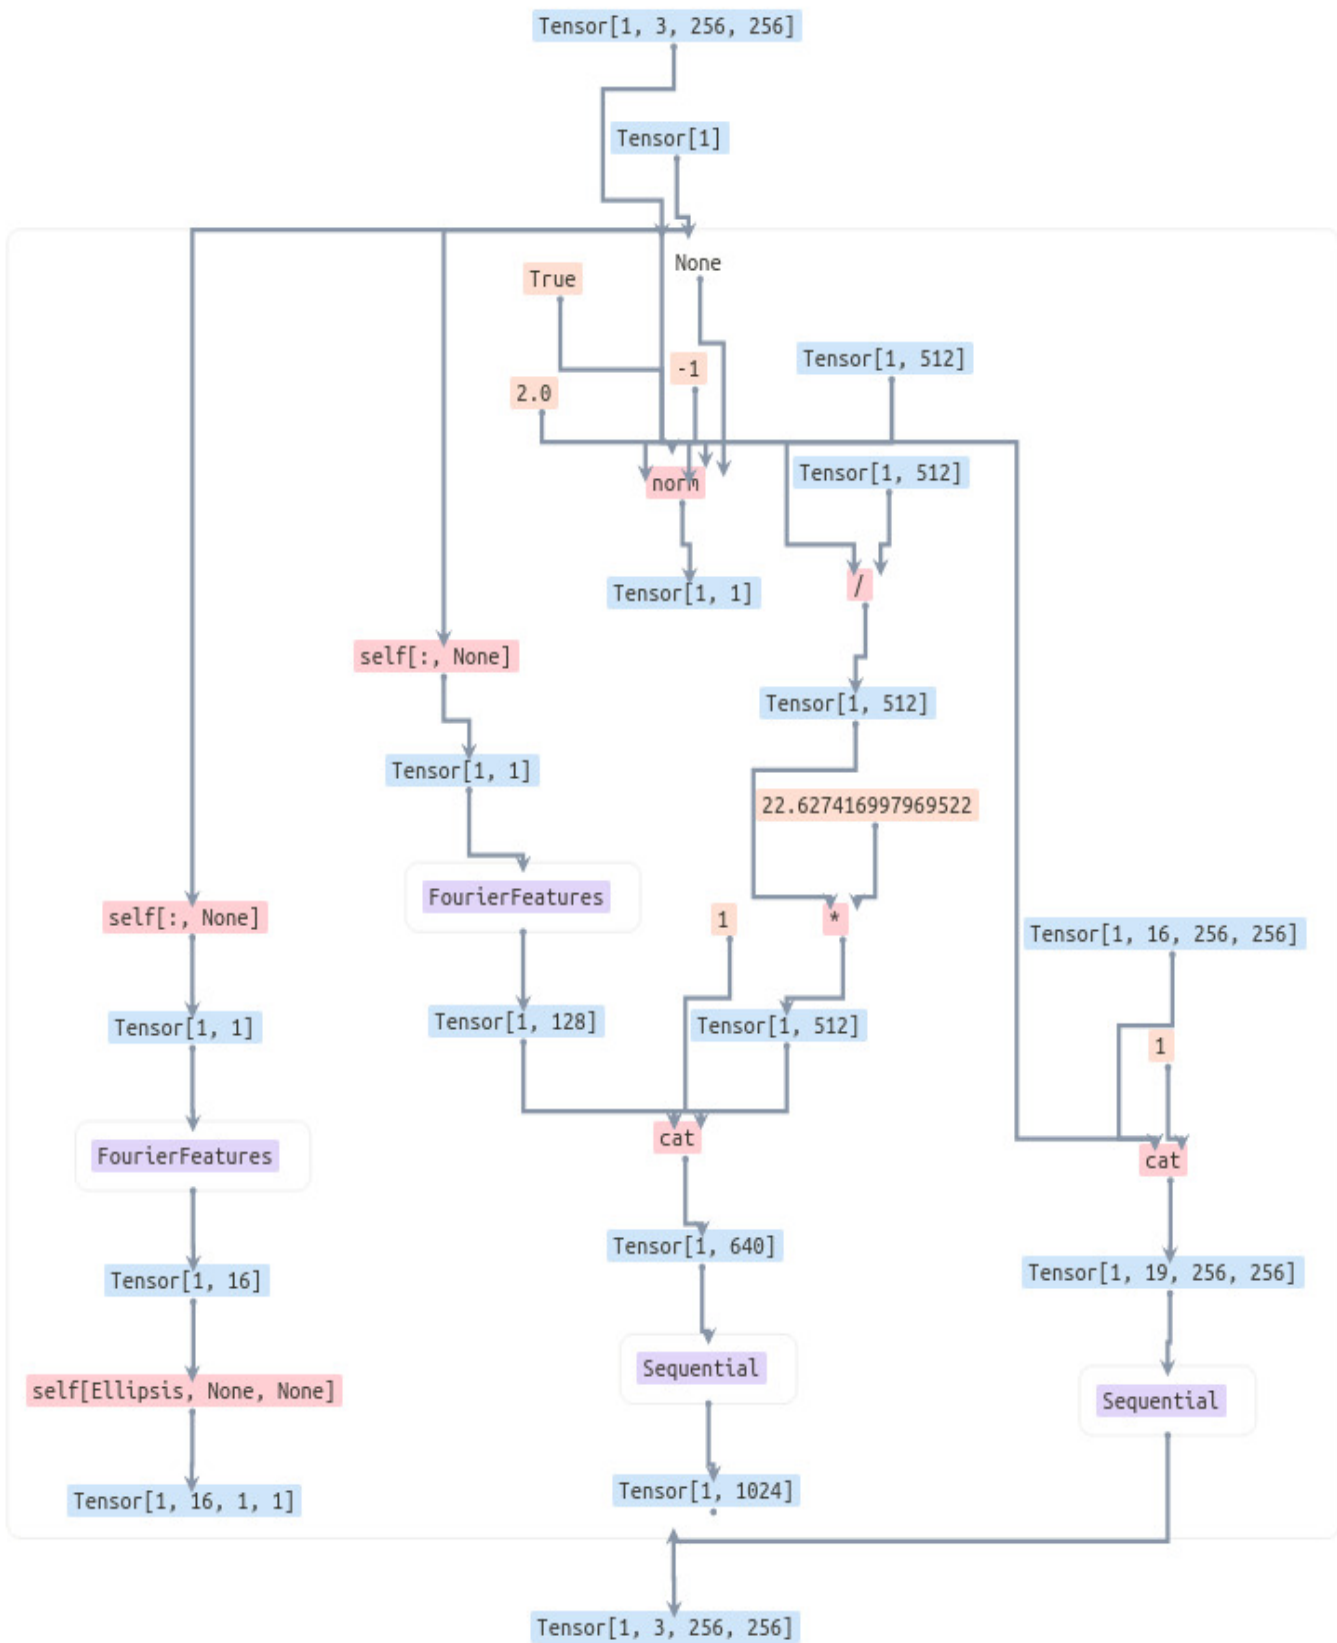 Tensor[1, 3, 256, 256]
Tensor[1]
None
True
Tensor[1, 512]
-1
2.0
Tensor[1, 512]
norm
/
Tensor[1, 1]
self[:, None]
Tensor[1, 512]
Tensor[1, 1]
22.627416997969522
FourierFeatures
self[:, None]
1
*
Tensor[1, 16, 256, 256]
Tensor[1, 128]
Tensor[1, 512]
Tensor[1, 1]
1
cat
FourierFeatures
cat
Tensor[1, 640]
Tensor[1, 19, 256, 256]
Tensor[1, 16]
Sequential
self[Ellipsis, None, None]
Sequential
Tensor[1, 1024]
Tensor[1, 16, 1, 1]
Tensor[1, 3, 256, 256]